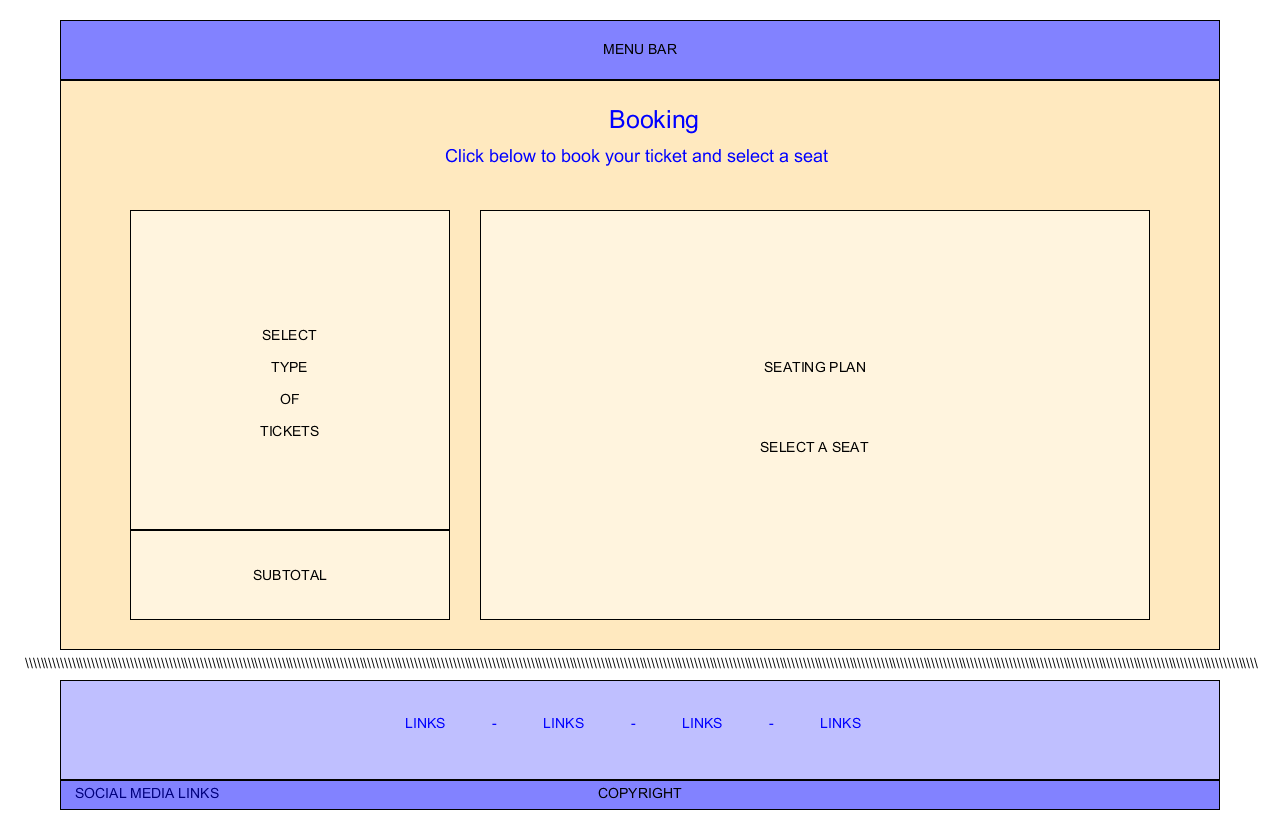 MENU BAR
Booking
Click below to book your ticket and select a seat
SELECT
TYPE
OF
TICKETS
SUBTOTAL
SEATING PLAN
SELECT A SEAT
LINKS - LINKS - LINKS - LINKS
SOCIAL MEDIA LINKS
COPYRIGHT